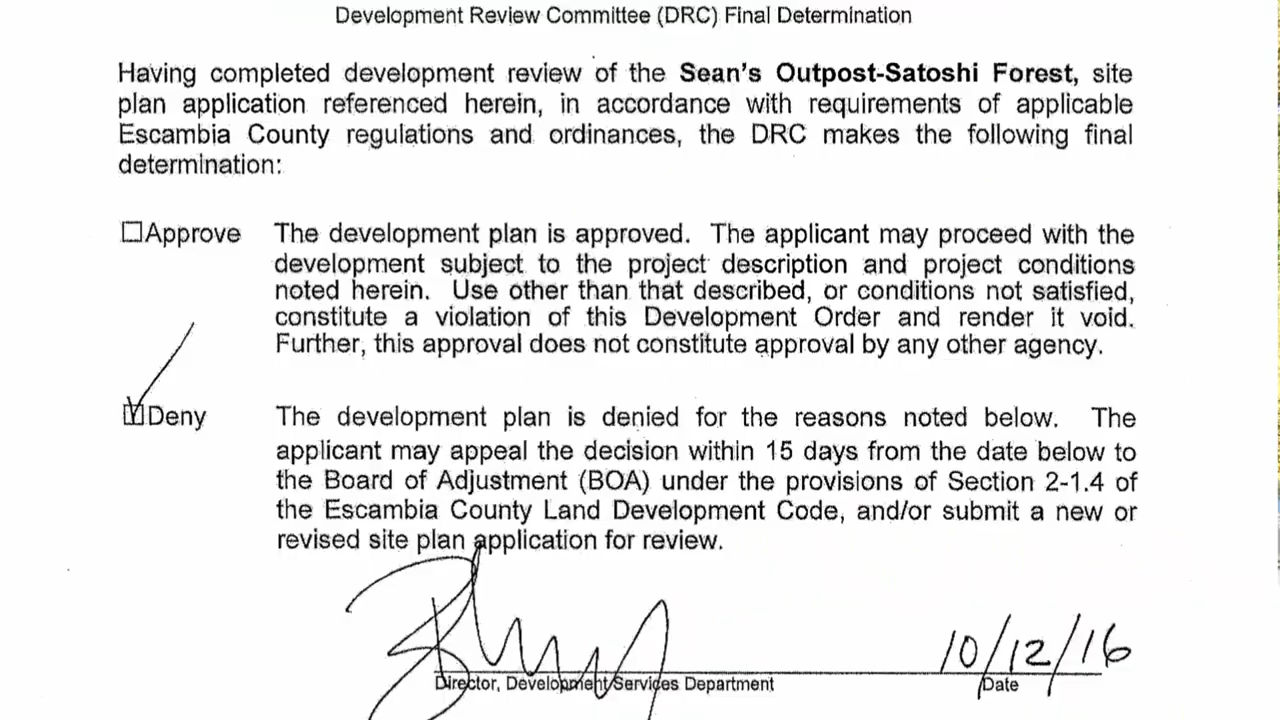 Development Review Committee (DRC) Final Determination
Having completed development review of the Sean's Outpost-Satoshi Forest, site
plan application referenced herein, in accordance with requirements of applicable
Escambia County regulations and ordinances, the DRC makes the following final
determination:
☐Approve The development plan is approved. The applicant may proceed with the
development subject to the project description and project conditions
noted herein. Use other than that described, or conditions not satisfied,
constitute a violation of this Development Order and render it void.
Further, this approval does not constitute approval by any other agency.
☑Deny The development plan is denied for the reasons noted below. The
applicant may appeal the decision within 15 days from the date below to
the Board of Adjustment (BOA) under the provisions of Section 2-1.4 of
the Escambia County Land Development Code, and/or submit a new or
revised site plan application for review.
10/12/16
Director, Development Services Department Date